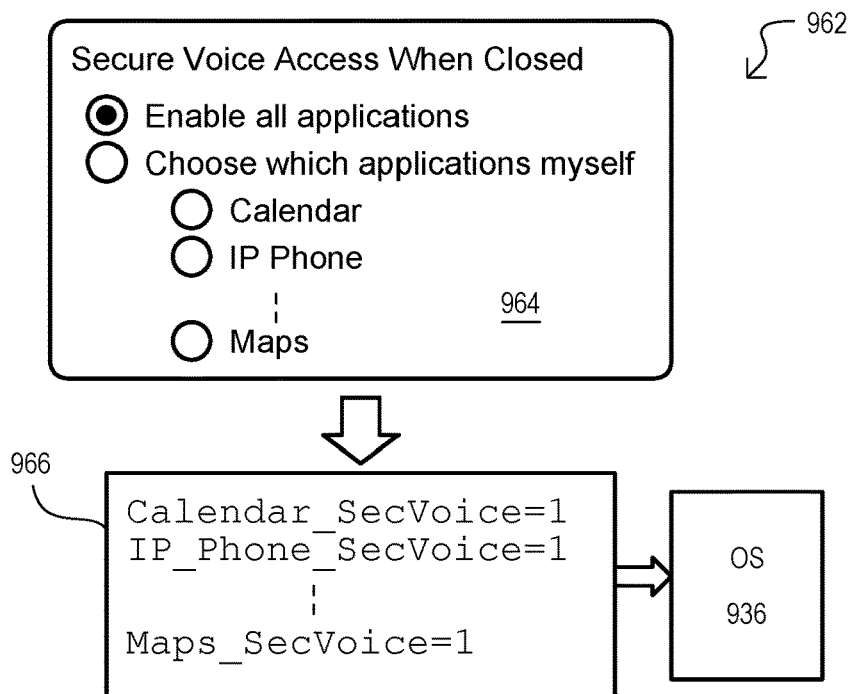 962
Secure Voice Access When Closed
Enable all applications
Choose which applications myself
Calendar
IP Phone
964
Maps
966
Calendar_SecVoice=1
IP_Phone_SecVoice=1
Maps_SecVoice=1
OS
936